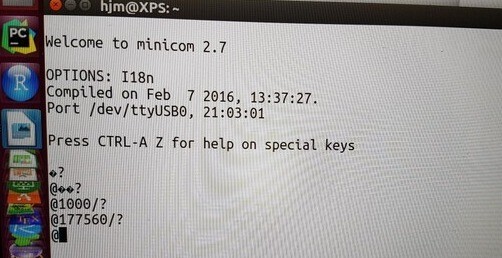 hjm@XPS: ~
PC
R
Welcome to minicom 2.7
OPTIONS: I18n
Compiled on Feb 7 2016, 13:37:27.
Port /dev/ttyUSB0, 21:03:01
Press CTRL-A Z for help on special keys
�?
@��?
@1000/?
@177560/?
@